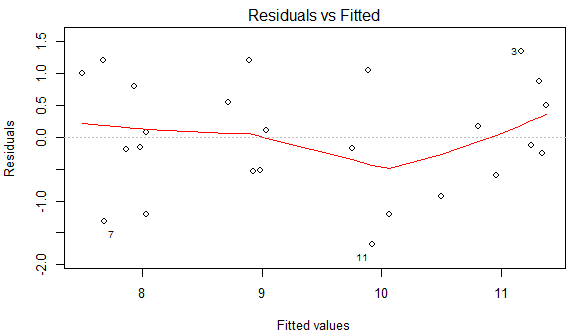 Residuals vs Fitted
Residuals
1.5
1.0
0.5
0.0
-1.0
-2.0
3
7
11
8 9 10 11
Fitted values